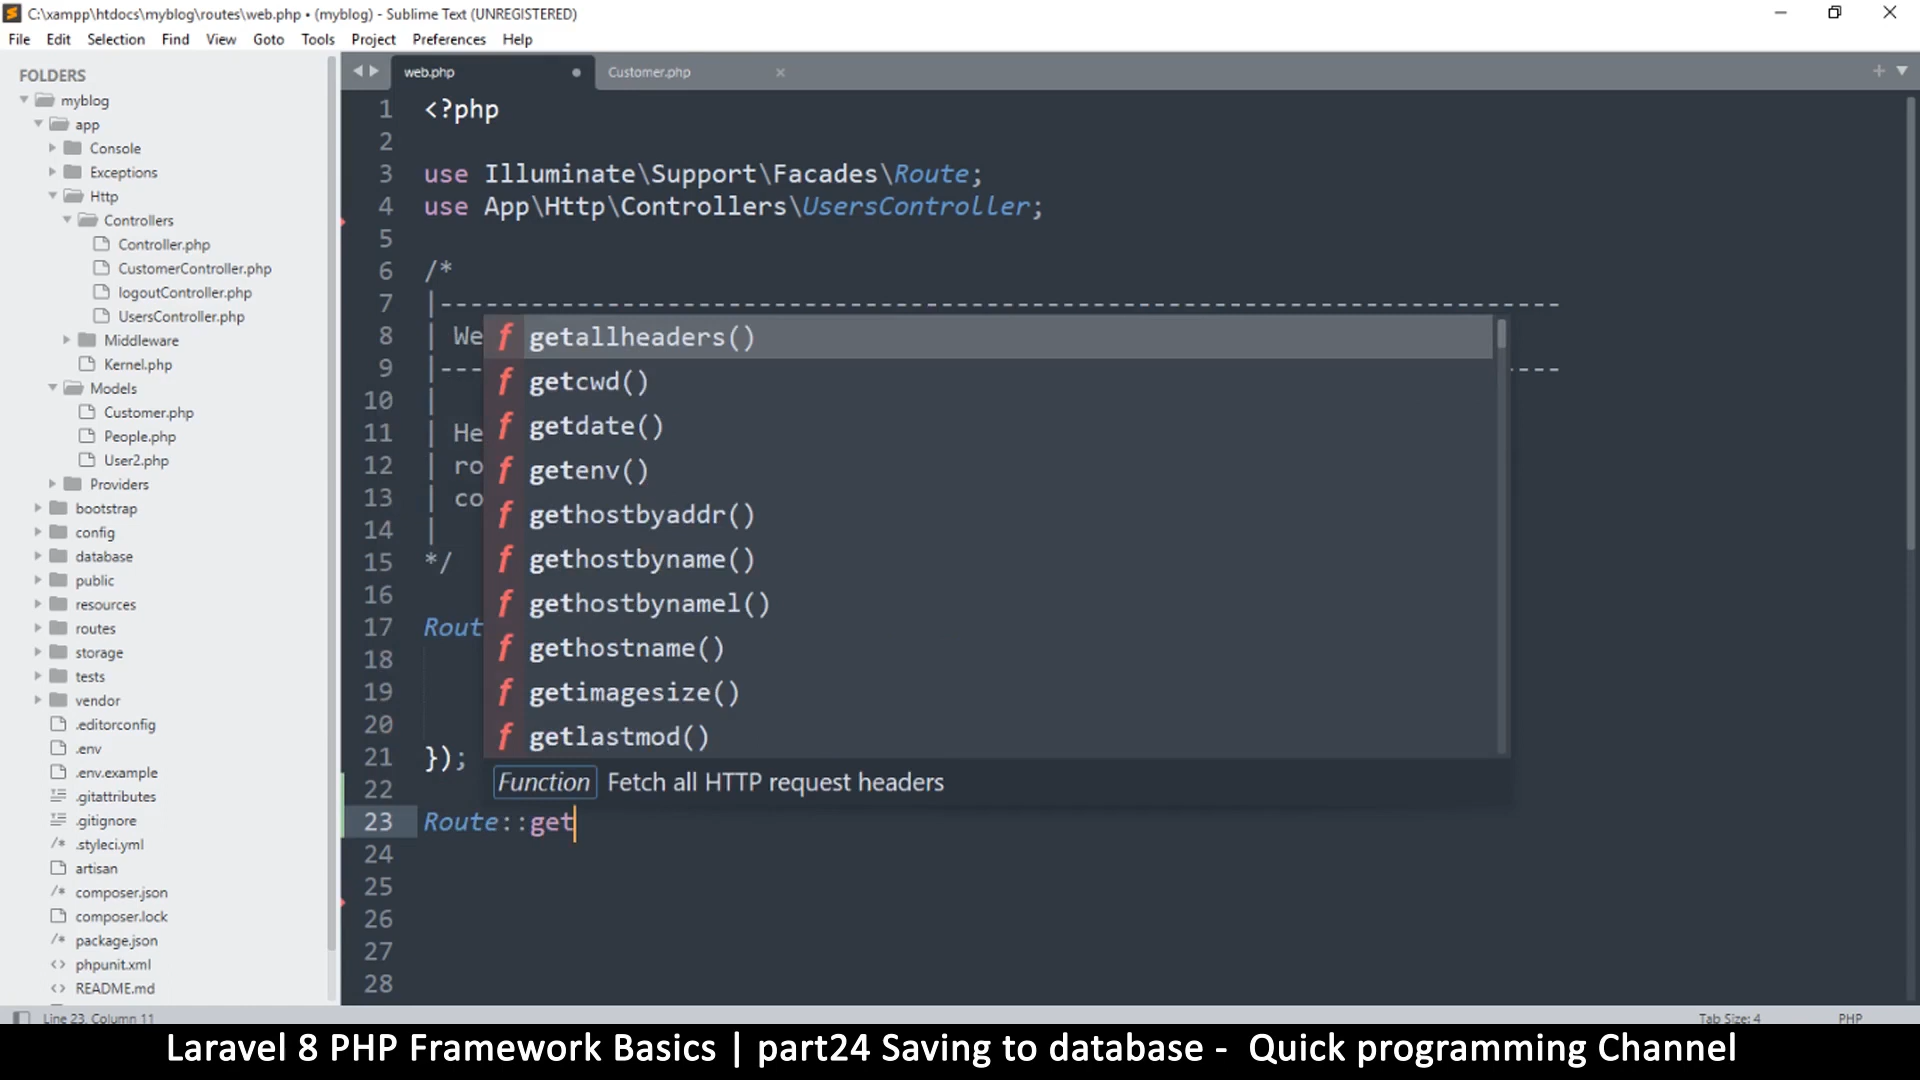 C:\xampp\htdocs\myblog\routes\web.php • (myblog) - Sublime Text (UNREGISTERED)
File Edit Selection Find View Goto Tools Project Preferences Help
FOLDERS
myblog
app
Console
Exceptions
Http
Controllers
Controller.php
CustomerController.php
logoutController.php
UsersController.php
Middleware
Kernel.php
Models
Customer.php
People.php
User2.php
Providers
bootstrap
config
database
public
resources
routes
storage
tests
vendor
.editorconfig
.env
.env.example
.gitattributes
.gitignore
.styleci.yml
artisan
composer.json
composer.lock
package.json
phpunit.xml
README.md
web.php
Customer.php
1 <?php
2
3 use Illuminate\Support\Facades\Route;
4 use App\Http\Controllers\UsersController;
5
6 /*
7 |--------------------------------------------------------------------------
8 | We
9 |---
10 |
11 | He
12 | ro
13 | co
14 |
15 */
16
17 Rout
18
19
20
21 });
22
23 Route::get
24
25
26
27
28
f getallheaders()
f getcwd()
f getdate()
f getenv()
f gethostbyaddr()
f gethostbyname()
f gethostbynamel()
f gethostname()
f getimagesize()
f getlastmod()
Function Fetch all HTTP request headers
Line 23, Column 11
Tab Size: 4
PHP
Laravel 8 PHP Framework Basics | part24 Saving to database - Quick programming Channel